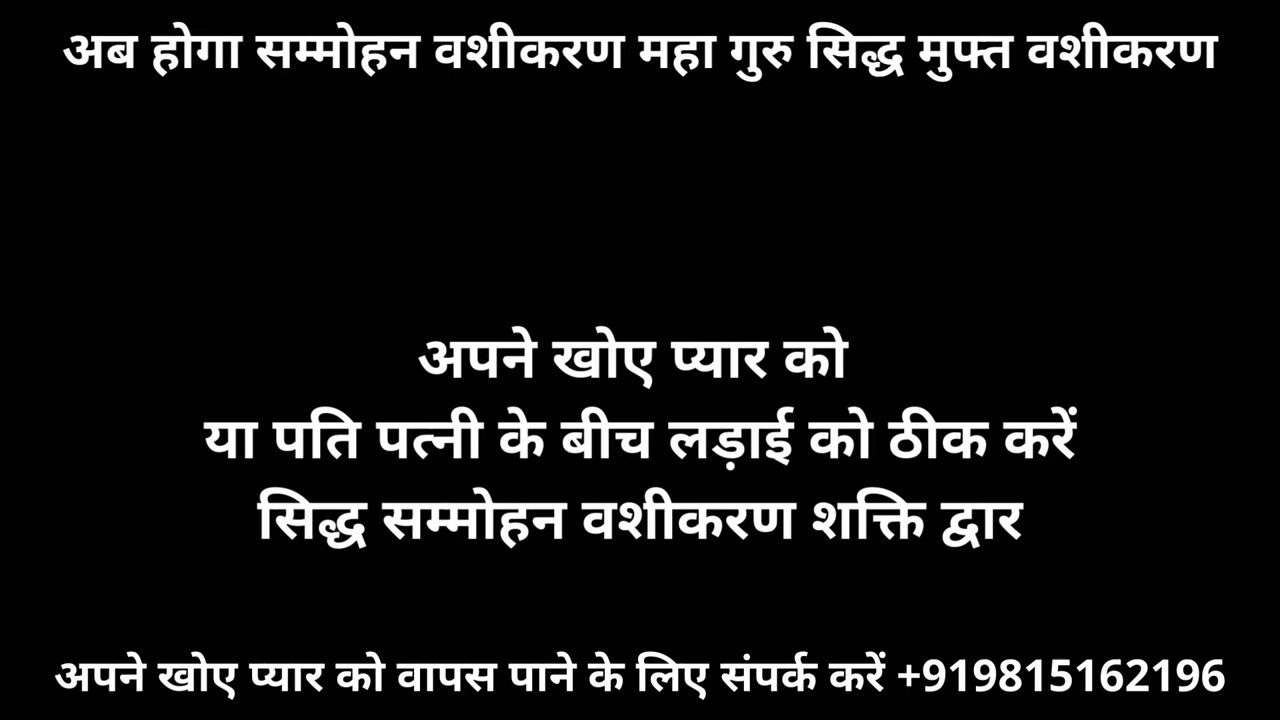 अब होगा सम्मोहन वशीकरण महा गुरु सिद्ध मुफ्त वशीकरण
अपने खोए प्यार को
या पति पत्नी के बीच लड़ाई को ठीक करें
सिद्ध सम्मोहन वशीकरण शक्ति द्वार
अपने खोए प्यार को वापस पाने के लिए संपर्क करें +919815162196